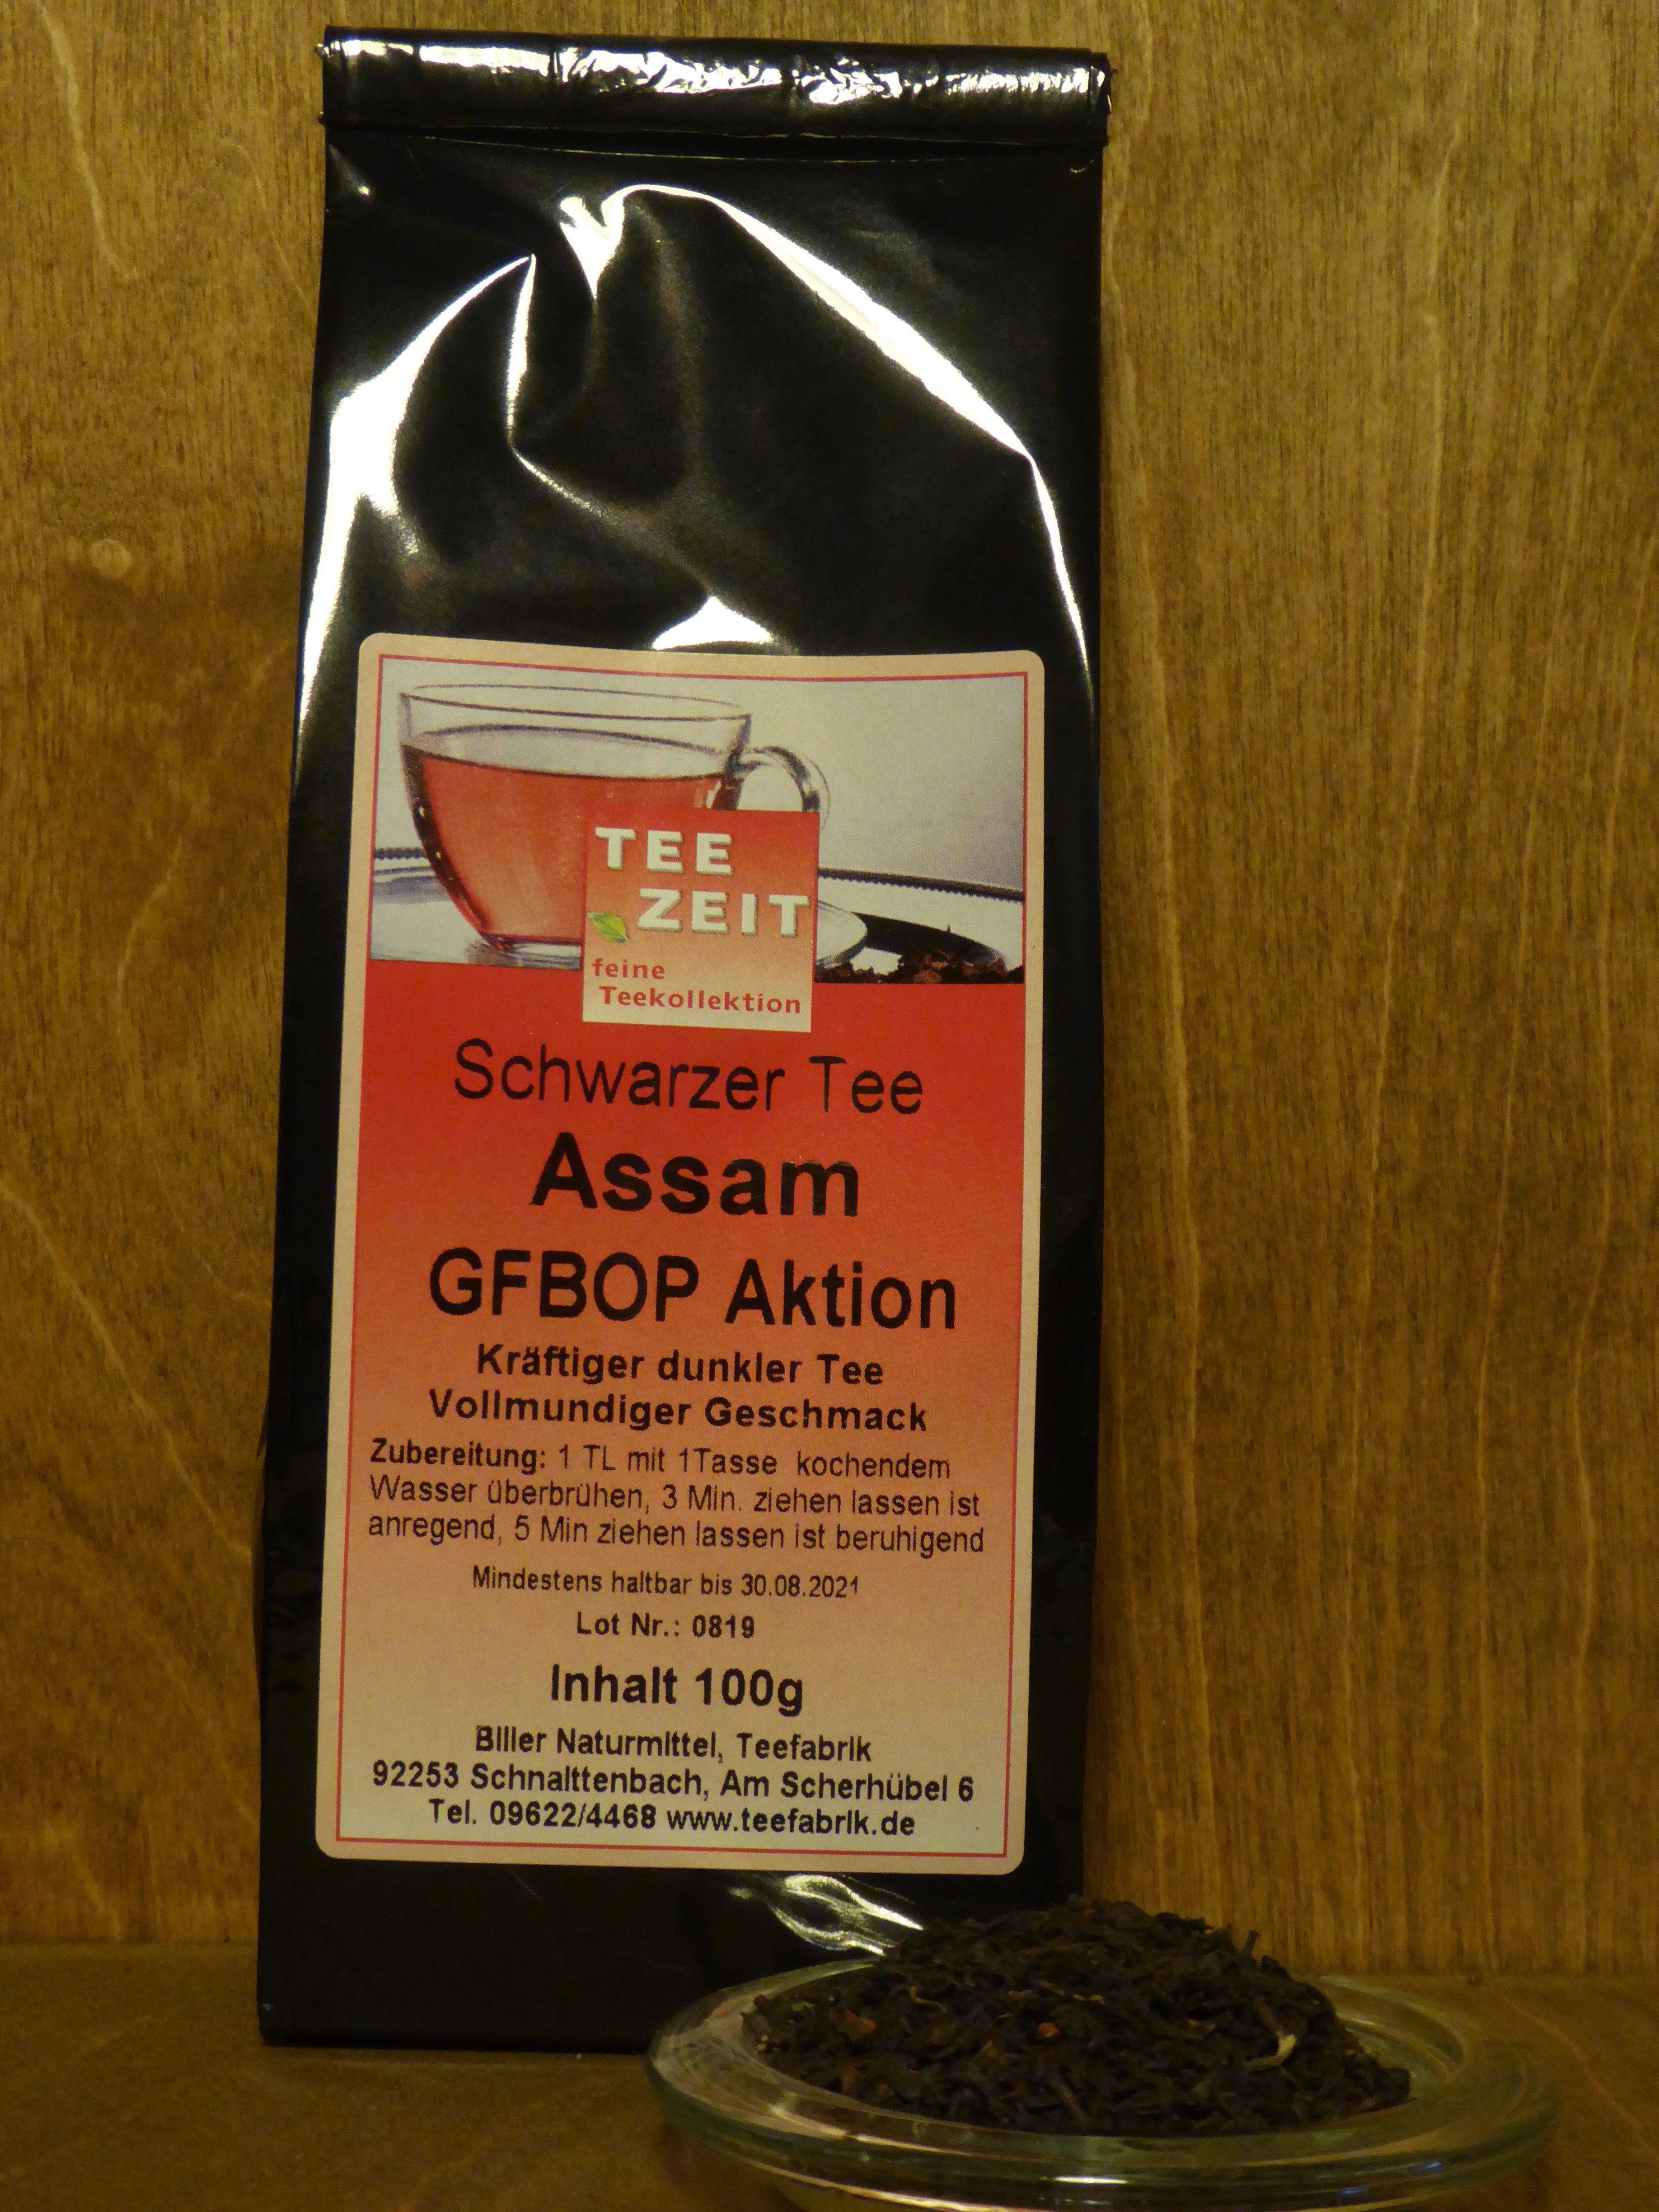 TEE
ZEIT
feine
Teekollektion
Schwarzer Tee
Assam
GFBOP Aktion
Kräftiger dunkler Tee
Vollmundiger Geschmack
Zubereitung: 1 TL mit 1Tasse kochendem
Wasser überbrühen, 3 Min. ziehen lassen ist
anregend, 5 Min ziehen lassen ist beruhigend
Mindestens haltbar bis 30.08.2021
Lot Nr.: 0819
Inhalt 100g
Biller Naturmittel, Teefabrik
92253 Schnaittenbach, Am Scherhübel 6
Tel. 09622/4468 www.teefabrik.de